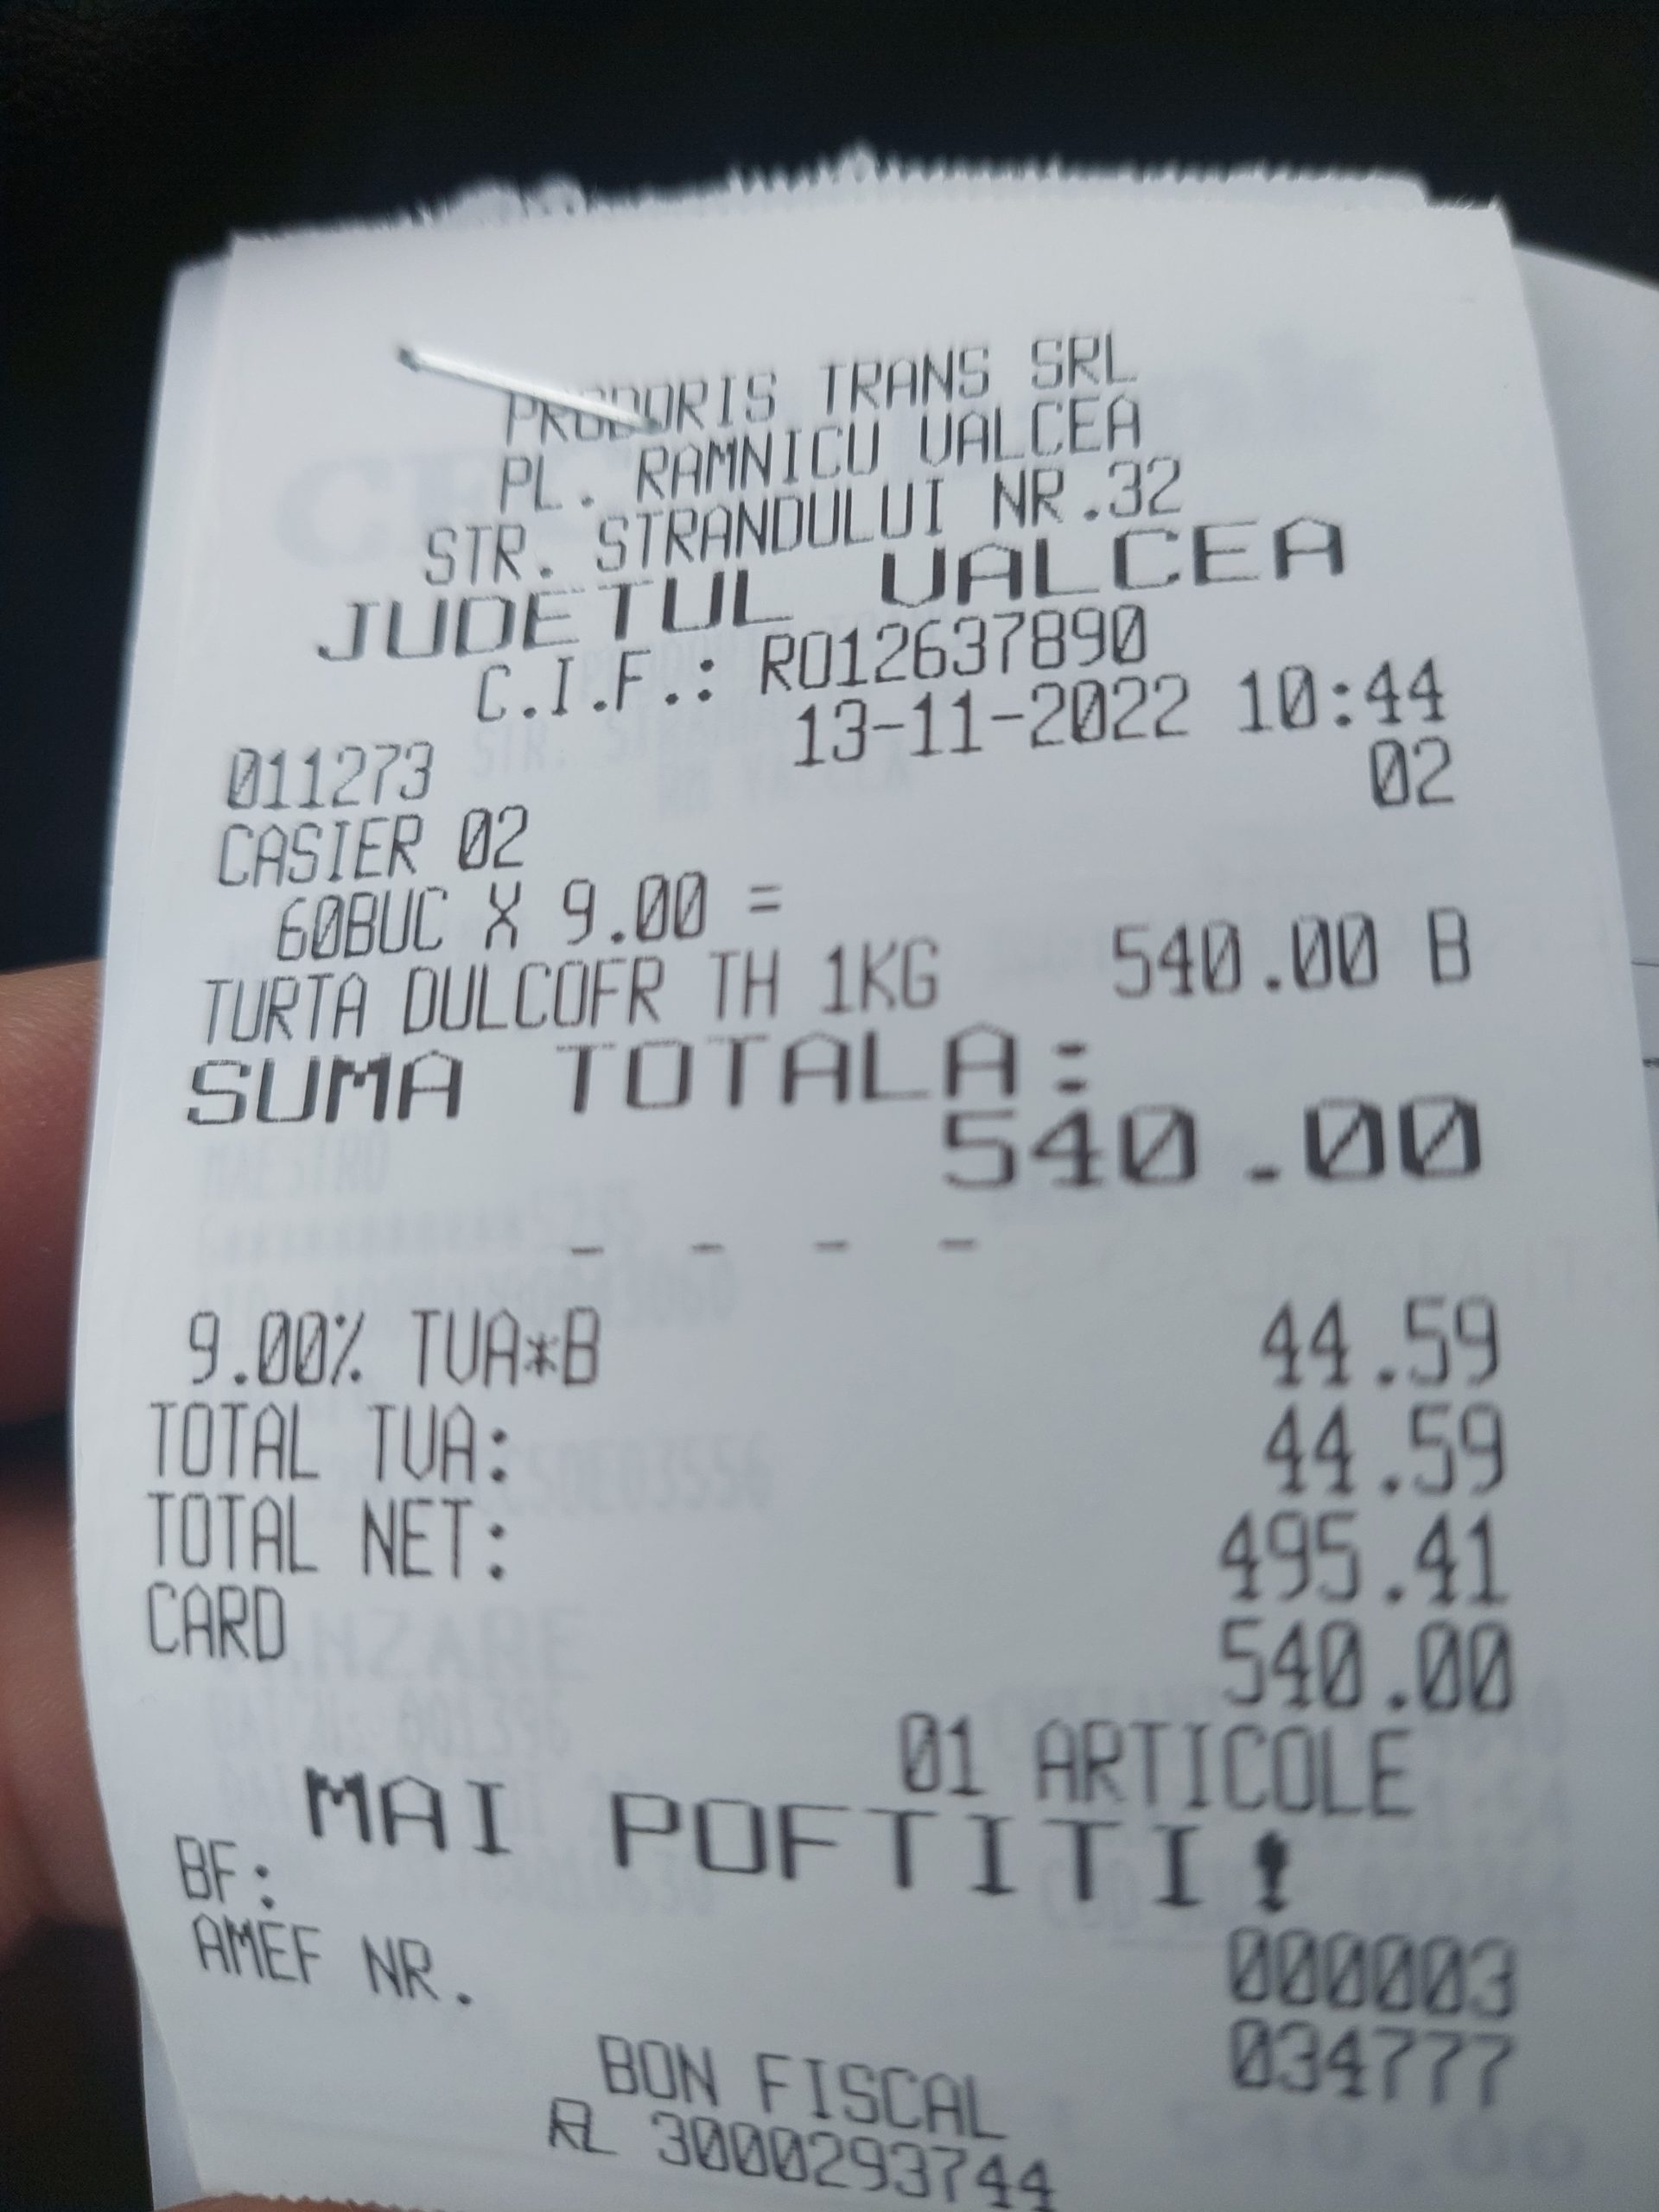 PRODORIS TRANS SRL
PL. RAMNICU VALCEA
STR. STRANDULUI NR.32
JUDETUL VALCEA
C.I.F.: RO12637890
011273 13-11-2022 10:44
CASIER 02 02
60BUC X 9.00 =
TURTA DULCOFR TH 1KG 540.00 B
SUMA TOTALA:
540.00
- - - -
9.00% TVA*B 44.59
TOTAL TVA: 44.59
TOTAL NET: 495.41
CARD 540.00
01 ARTICOLE
MAI POFTITI!
BF: 000003
AMEF NR. 034777
BON FISCAL
3000293744